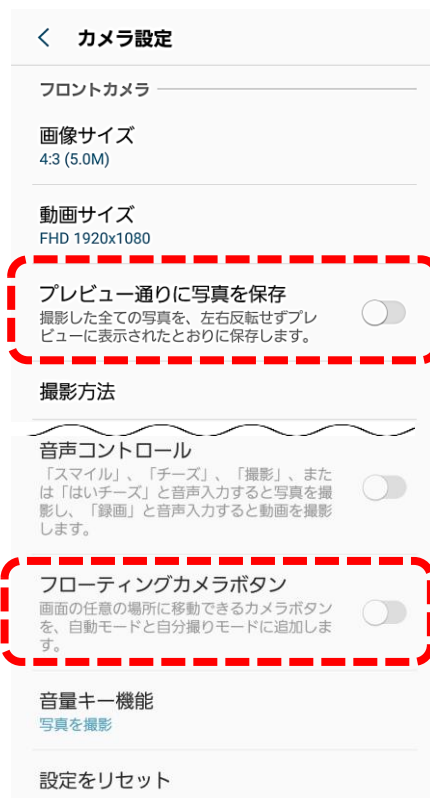 カメラ設定
フロントカメラ
画像サイズ
4:3 (5.0M)
動画サイズ
FHD 1920x1080
プレビュー通りに写真を保存
撮影した全ての写真を、左右反転せずプレ
ビューに表示されたとおりに保存します。
撮影方法
音声コントロール
「スマイル」、「チーズ」、「撮影」、また
は「はいチーズ」と音声入力すると写真を撮
影し、「録画」と音声入力すると動画を撮影
します。
フローティングカメラボタン
画面の任意の場所に移動できるカメラボタン
を、自動モードと自分撮りモードに追加しま
す。
音量キー機能
写真を撮影
設定をリセット